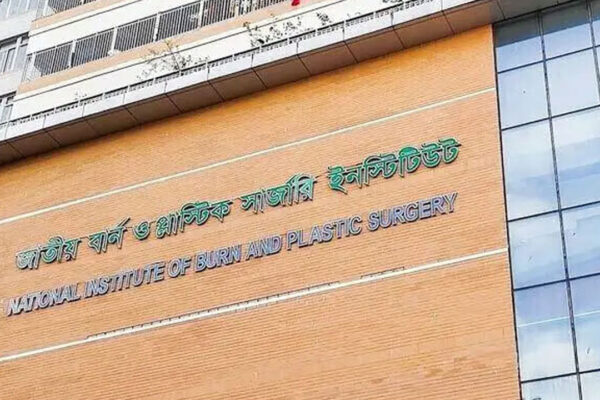 জাতীয় বার্ন ও প্লাস্টিক সার্জারি ইনস্টিটিউট
NATIONAL INSTITUTE OF BURN AND PLASTIC SURGERY